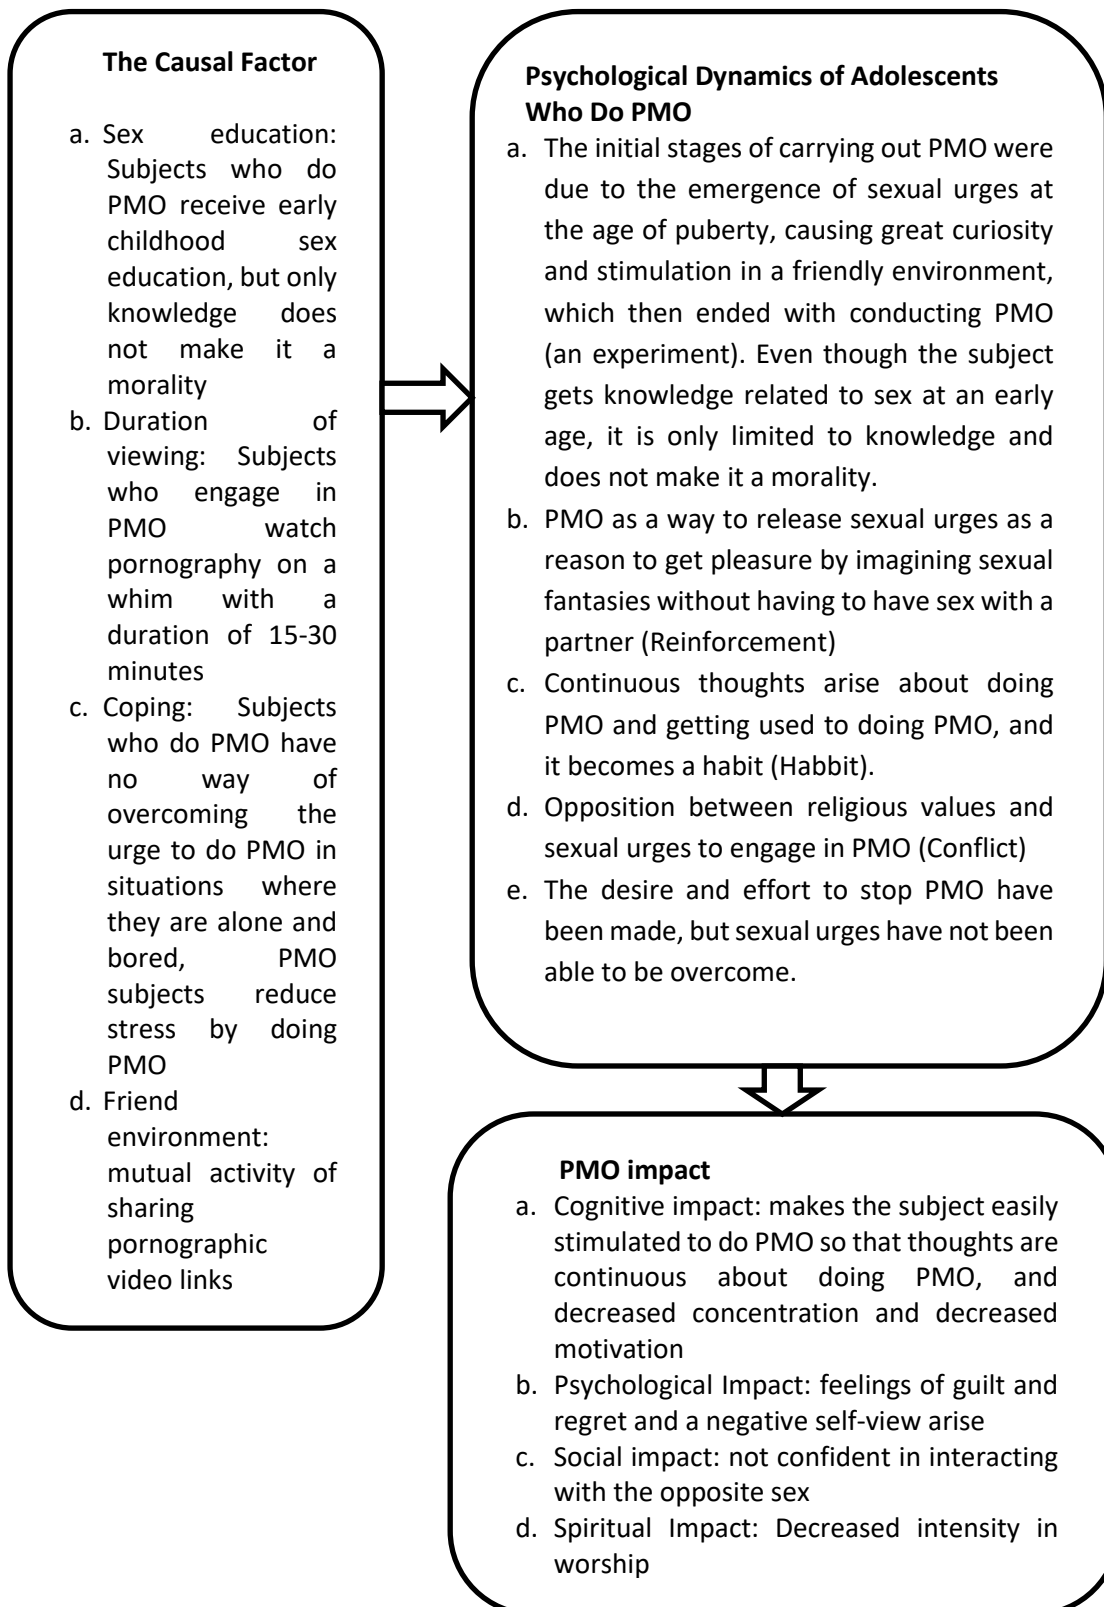 The Causal Factor
a. Sex education:
Subjects who do
PMO receive early
childhood sex
education, but only
knowledge does
not make it a
morality
b. Duration of
viewing: Subjects
who engage in
PMO watch
pornography on a
whim with a
duration of 15-30
minutes
c. Coping: Subjects
who do PMO have
no way of
overcoming the
urge to do PMO in
situations where
they are alone and
bored, PMO
subjects reduce
stress by doing
PMO
d. Friend
environment:
mutual activity of
sharing
pornographic
video links
Psychological Dynamics of Adolescents
Who Do PMO
a. The initial stages of carrying out PMO were
due to the emergence of sexual urges at
the age of puberty, causing great curiosity
and stimulation in a friendly environment,
which then ended with conducting PMO
(an experiment). Even though the subject
gets knowledge related to sex at an early
age, it is only limited to knowledge and
does not make it a morality.
b. PMO as a way to release sexual urges as a
reason to get pleasure by imagining sexual
fantasies without having to have sex with a
partner (Reinforcement)
c. Continuous thoughts arise about doing
PMO and getting used to doing PMO, and
it becomes a habit (Habbit).
d. Opposition between religious values and
sexual urges to engage in PMO (Conflict)
e. The desire and effort to stop PMO have
been made, but sexual urges have not been
able to be overcome.
PMO impact
a. Cognitive impact: makes the subject easily
stimulated to do PMO so that thoughts are
continuous about doing PMO, and
decreased concentration and decreased
motivation
b. Psychological Impact: feelings of guilt and
regret and a negative self-view arise
c. Social impact: not confident in interacting
with the opposite sex
d. Spiritual Impact: Decreased intensity in
worship